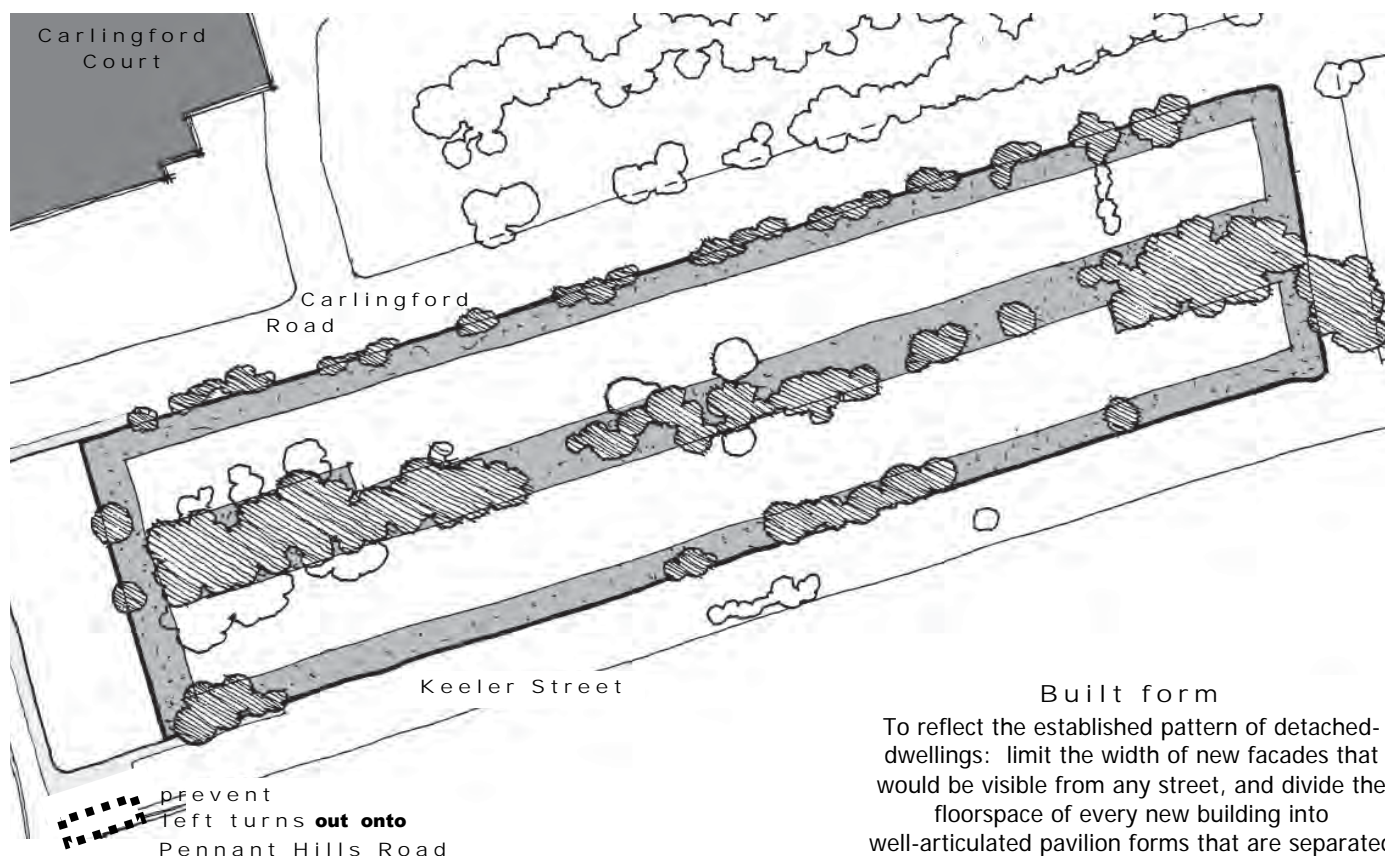 Carlingford
Court
Carlingford
Road
Keeler Street
prevent
left turns out onto
Pennant Hills Road
Built form
To reflect the established pattern of detached-
dwellings: limit the width of new facades that
would be visible from any street, and divide the
floorspace of every new building into
well-articulated pavilion forms that are separated